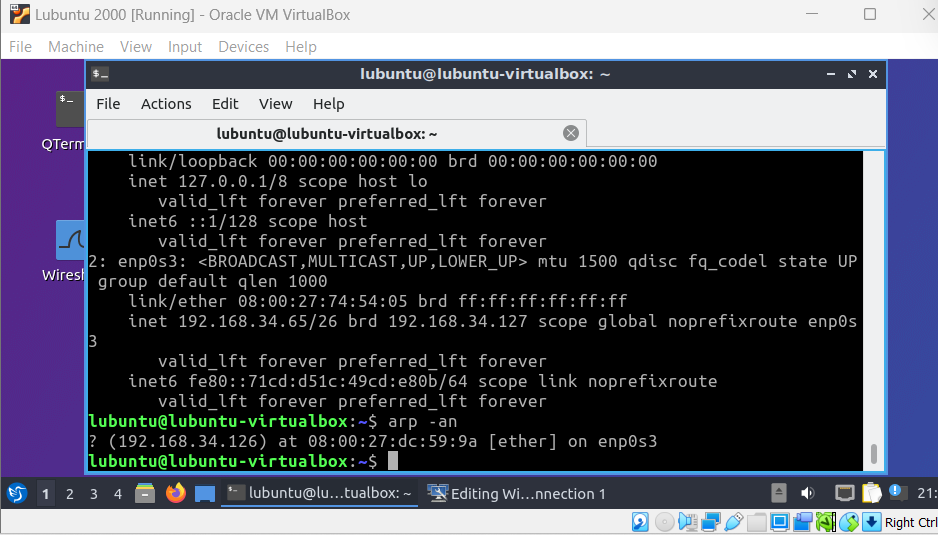 Lubuntu 2000 [Running] - Oracle VM VirtualBox
File Machine View Input Devices Help
$_ lubuntu@lubuntu-virtualbox: ~
File Actions Edit View Help
lubuntu@lubuntu-virtualbox: ~
QTerm
Wiresh
link/loopback 00:00:00:00:00:00 brd 00:00:00:00:00:00
inet 127.0.0.1/8 scope host lo
valid_lft forever preferred_lft forever
inet6 ::1/128 scope host
valid_lft forever preferred_lft forever
2: enp0s3: <BROADCAST,MULTICAST,UP,LOWER_UP> mtu 1500 qdisc fq_codel state UP
group default qlen 1000
link/ether 08:00:27:74:54:05 brd ff:ff:ff:ff:ff:ff
inet 192.168.34.65/26 brd 192.168.34.127 scope global noprefixroute enp0s
3
valid_lft forever preferred_lft forever
inet6 fe80::71cd:d51c:49cd:e80b/64 scope link noprefixroute
valid_lft forever preferred_lft forever
lubuntu@lubuntu-virtualbox:~$ arp -an
? (192.168.34.126) at 08:00:27:dc:59:9a [ether] on enp0s3
lubuntu@lubuntu-virtualbox:~$
1 2 3 4 lubuntu@lu...tualbox: ~ Editing Wi...nnection 1 21:
Right Ctrl